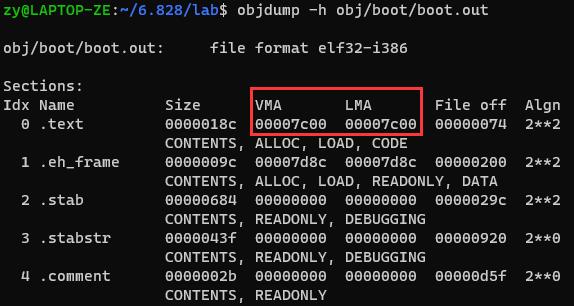 zy@LAPTOP-ZE:~/6.828/lab$ objdump -h obj/boot/boot.out
obj/boot/boot.out:     file format elf32-i386
Sections:
Idx Name          Size      VMA       LMA       File off  Algn
  0 .text         0000018c  00007c00  00007c00  00000074  2**2
                  CONTENTS, ALLOC, LOAD, CODE
  1 .eh_frame     0000009c  00007d8c  00007d8c  00000200  2**2
                  CONTENTS, ALLOC, LOAD, READONLY, DATA
  2 .stab         00000684  00000000  00000000  0000029c  2**2
                  CONTENTS, READONLY, DEBUGGING
  3 .stabstr      0000043f  00000000  00000000  00000920  2**0
                  CONTENTS, READONLY, DEBUGGING
  4 .comment      0000002b  00000000  00000000  00000d5f  2**0
                  CONTENTS, READONLY